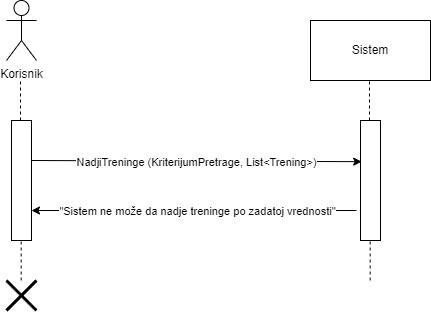 Korisnik
Sistem
NadjiTreninge (KriterijumPretrage, List<Trening>)
"Sistem ne može da nadje treninge po zadatoj vrednosti"